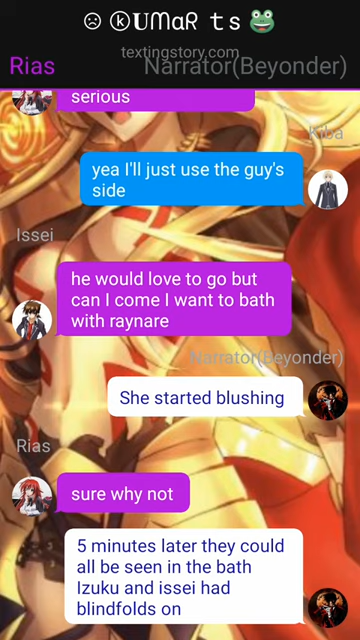 ☹ ⓚᑌᗰᗩᖇ ｔｓ🐸
textingstory.com
Rias
Narrator(Beyonder)
serious
Kiba
yea I'll just use the guy's
side
Issei
he would love to go but
can I come I want to bath
with raynare
Narrator(Beyonder)
She started blushing
Rias
sure why not
5 minutes later they could
all be seen in the bath
Izuku and issei had
blindfolds on